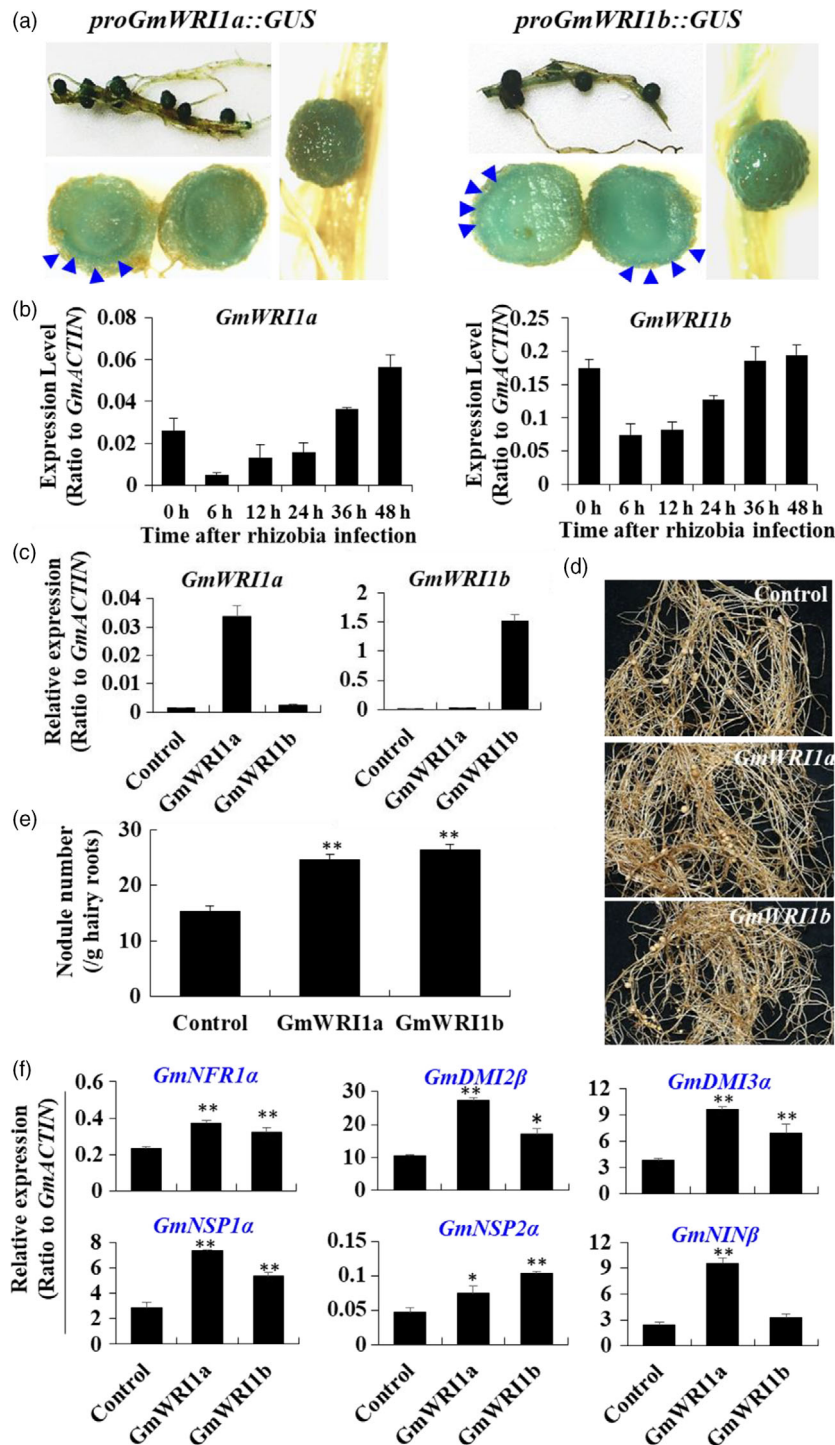 (a)
proGmWRI1a::GUS
proGmWRI1b::GUS
(b)
GmWRI1a
Expression Level
(Ratio to GmACTIN)
0.08
0.06
0.04
0.02
0
0 h 6 h 12 h 24 h 36 h 48 h
Time after rhizobia infection
GmWRI1b
Expression Level
(Ratio to GmACTIN)
0.25
0.2
0.15
0.1
0.05
0
0 h 6 h 12 h 24 h 36 h 48 h
Time after rhizobia infection
(c)
GmWRI1a
Relative expression
(Ratio to GmACTIN)
0.04
0.03
0.02
0.01
0
Control
GmWRI1a
GmWRI1b
GmWRI1b
2
1.5
1
0.5
0
Control
GmWRI1a
GmWRI1b
(d)
Control
GmWRI1a
GmWRI1b
(e)
Nodule number
(/g hairy roots)
30
20
10
0
**
**
Control GmWRI1a GmWRI1b
(f)
Relative expression
(Ratio to GmACTIN)
GmNFR1α
0.6
0.4
0.2
0
**
**
GmDMI2β
30
20
10
0
**
*
GmDMI3α
12
9
6
3
0
**
**
GmNSP1α
8
6
4
2
0
**
**
Control
GmWRI1a
GmWRI1b
GmNSP2α
0.15
0.1
0.05
0
*
**
Control
GmWRI1a
GmWRI1b
GmNINβ
12
9
6
3
0
**
Control
GmWRI1a
GmWRI1b